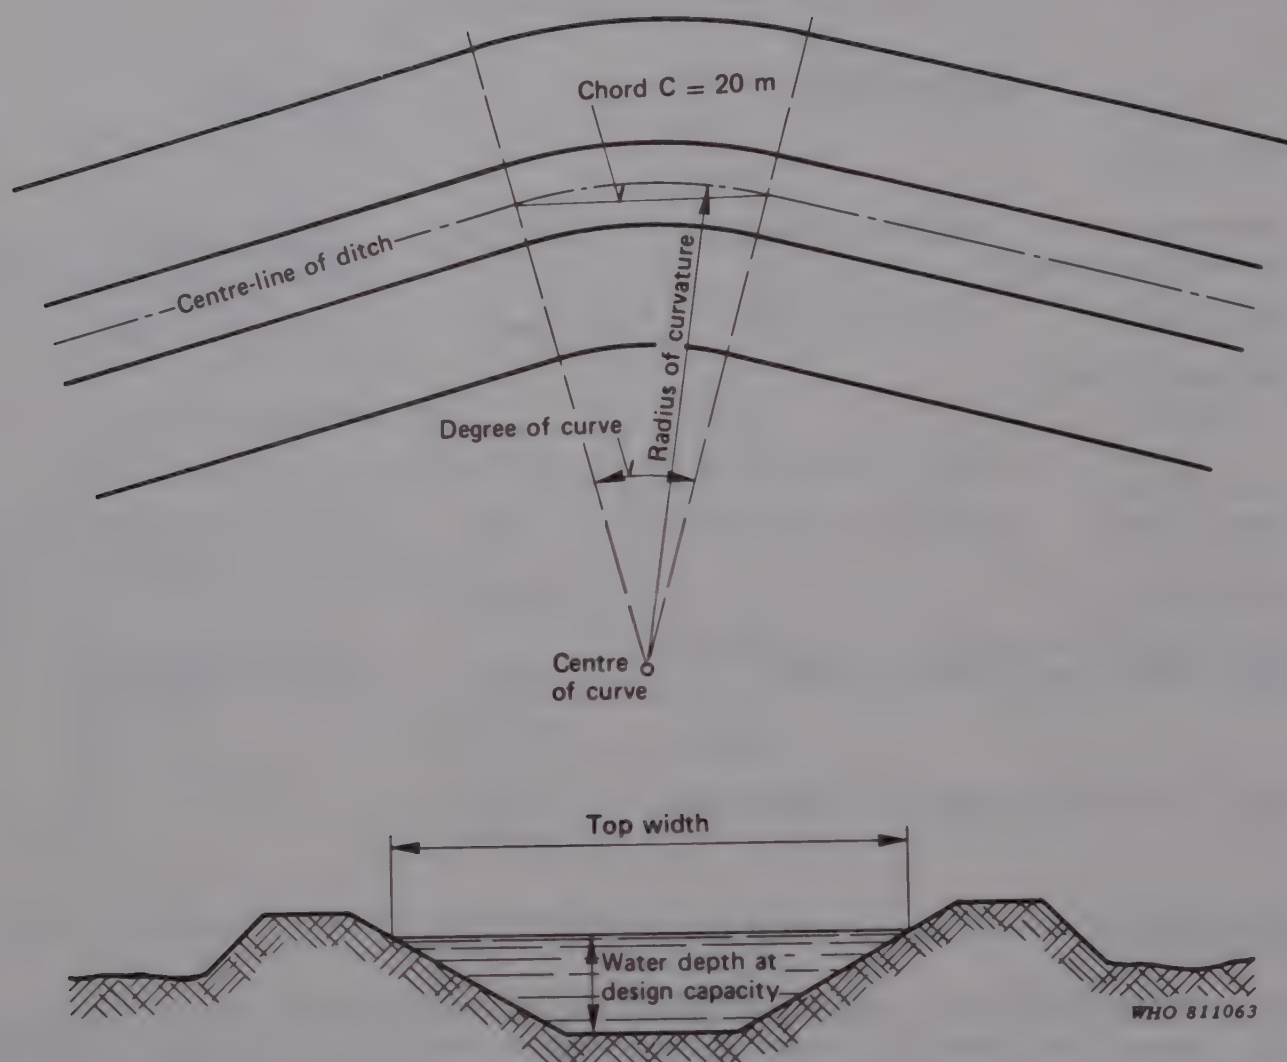 Chord C = 20 m
Centre-line of ditch
Radius of curvature
Degree of curve
Centre
of curve
Top width
Water depth at
design capacity
WHO 811063